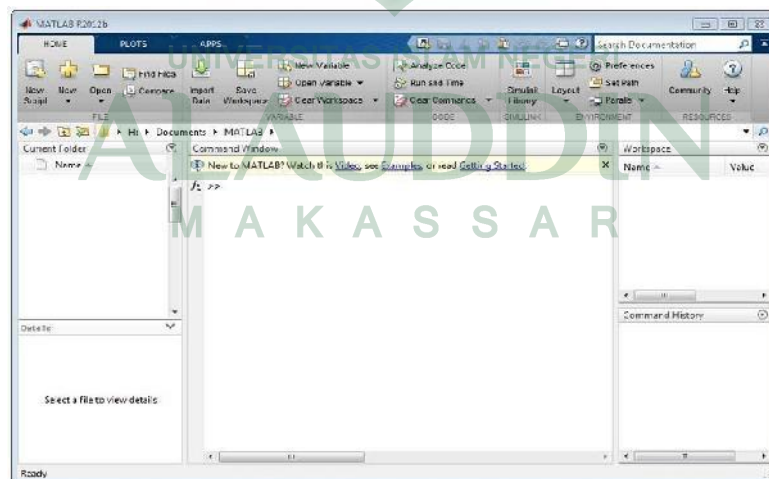 MATLAB R2012b
HOME PLOTS APPS Search Documentation
New Variable Analyze Code Preferences
Find Files Open Variable Run and Time Set Path
New Script New Open Compare Import Data Save Workspace Clear Workspace Clear Commands Simulink Library Layout Parallel Community Help
FILE VARIABLE CODE SIMULINK ENVIRONMENT RESOURCES
Documents MATLAB
Current Folder Command Window Workspace
Name New to MATLAB? Watch this Video, see Examples, or read Getting Started. Name Value
fx >>
Command History
Details
Select a file to view details
Ready
UNIVERSITAS ISLAM NEGERI
ALAUDDIN
MAKASSAR